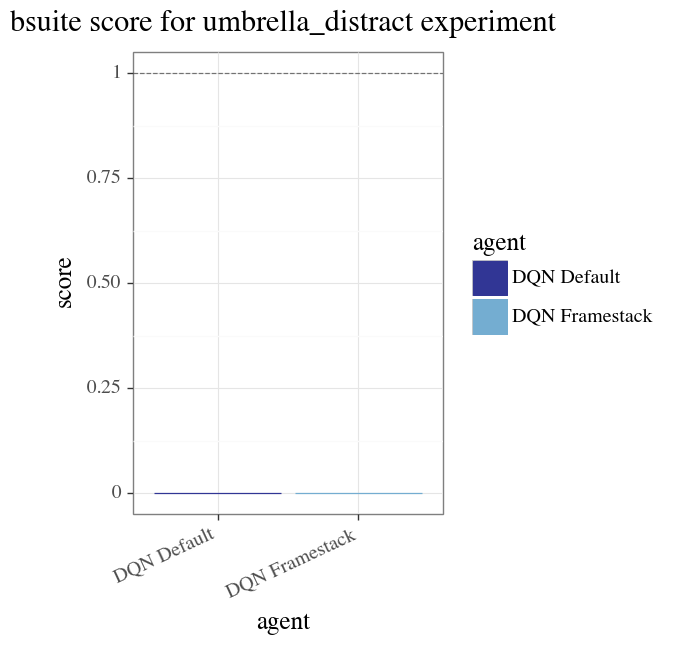 bsuite score for umbrella_distract experiment
1
0.75
0.50
0.25
0
score
DQN Default
DQN Framestack
agent
agent
DQN Default
DQN Framestack